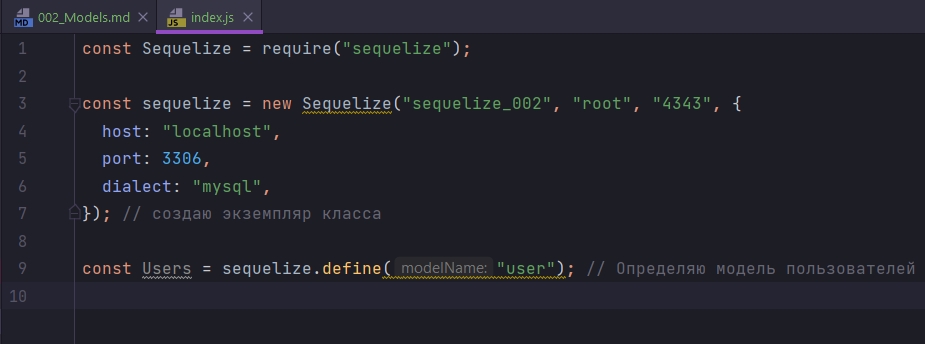 MD 002_Models.md × JS index.js ×
1 const Sequelize = require("sequelize");
2
3 const sequelize = new Sequelize("sequelize_002", "root", "4343", {
4 host: "localhost",
5 port: 3306,
6 dialect: "mysql",
7 }); // создаю экземпляр класса
8
9 const Users = sequelize.define( modelName: "user"); // Определяю модель пользователей
10